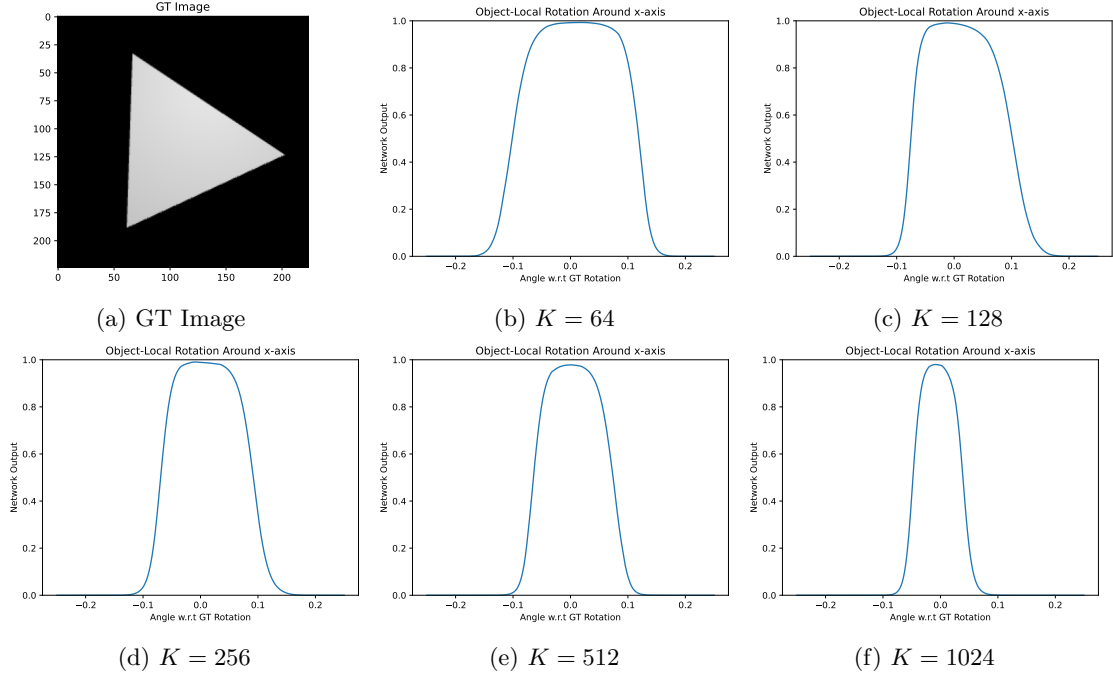 GT Image
0
25
50
75
100
125
150
175
200
0 50 100 150 200
(a) GT Image
Object-Local Rotation Around x-axis
Network Output
1.0
0.8
0.6
0.4
0.2
0.0
−0.2 −0.1 0.0 0.1 0.2
Angle w.r.t GT Rotation
(b) K = 64
Object-Local Rotation Around x-axis
Network Output
1.0
0.8
0.6
0.4
0.2
0.0
−0.2 −0.1 0.0 0.1 0.2
Angle w.r.t GT Rotation
(c) K = 128
Object-Local Rotation Around x-axis
Network Output
1.0
0.8
0.6
0.4
0.2
0.0
−0.2 −0.1 0.0 0.1 0.2
Angle w.r.t GT Rotation
(d) K = 256
Object-Local Rotation Around x-axis
Network Output
1.0
0.8
0.6
0.4
0.2
0.0
−0.2 −0.1 0.0 0.1 0.2
Angle w.r.t GT Rotation
(e) K = 512
Object-Local Rotation Around x-axis
Network Output
1.0
0.8
0.6
0.4
0.2
0.0
−0.2 −0.1 0.0 0.1 0.2
Angle w.r.t GT Rotation
(f) K = 1024